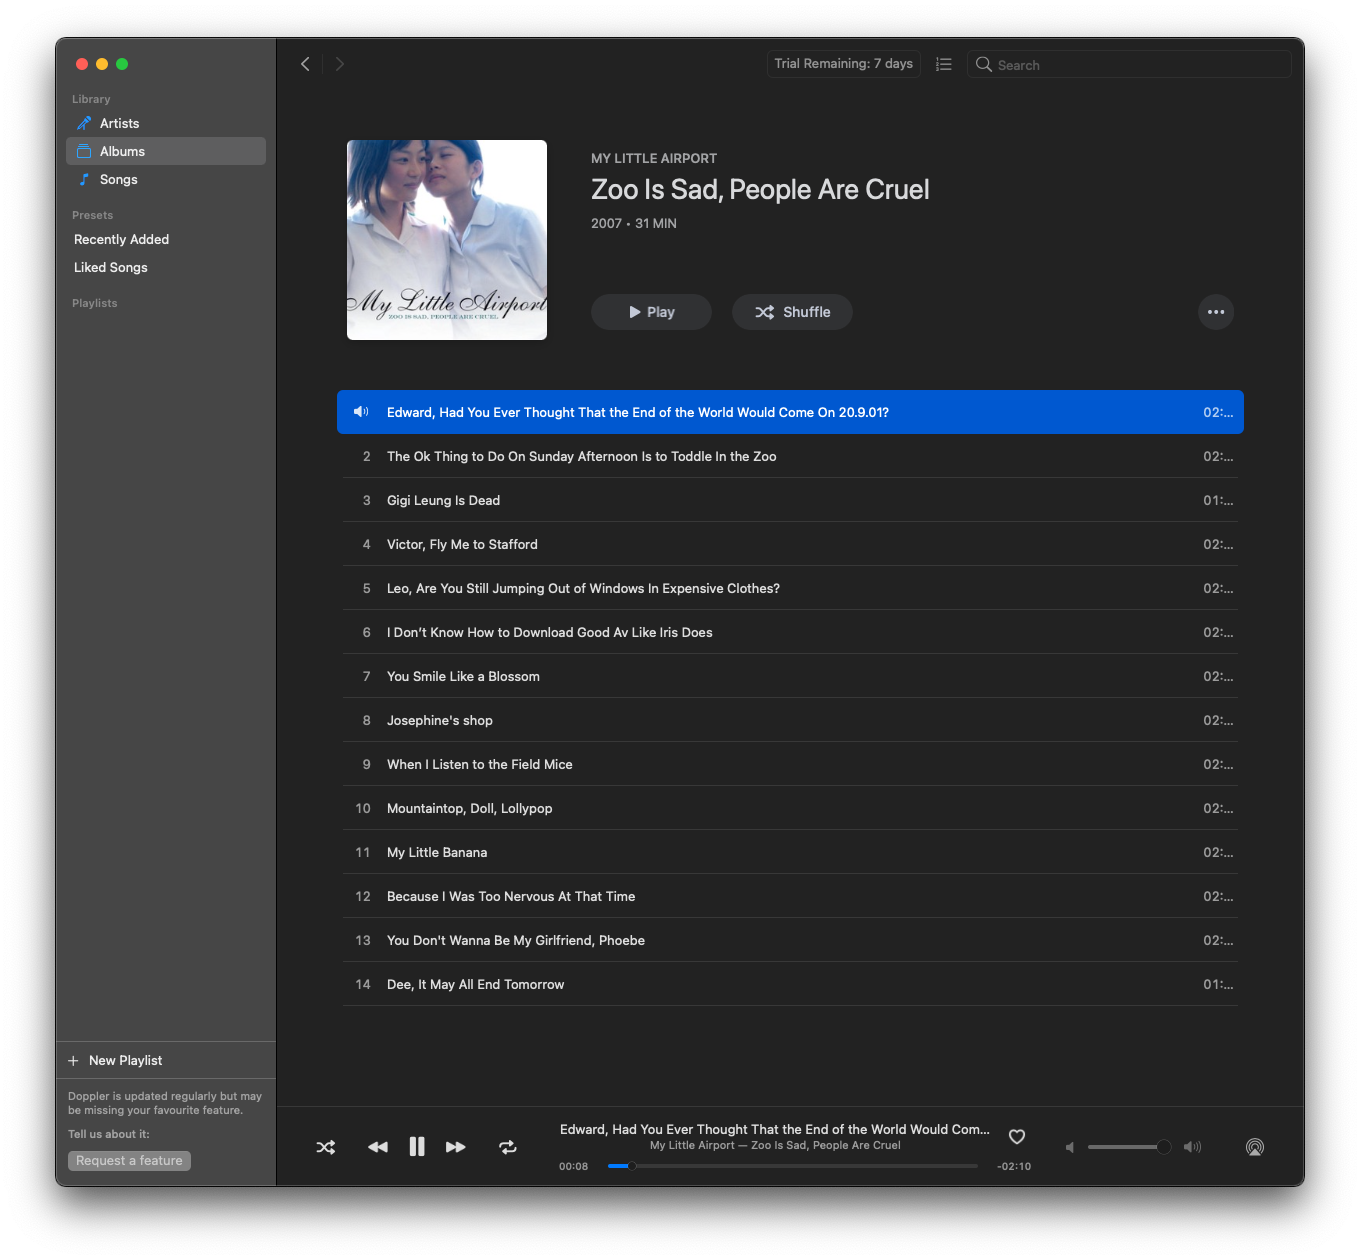 Library
Artists
Albums
Songs
Presets
Recently Added
Liked Songs
Playlists
New Playlist
Doppler is updated regularly but may
be missing your favourite feature.
Tell us about it:
Request a feature
Trial Remaining: 7 days
Search
My Little Airport
ZOO IS SAD, PEOPLE ARE CRUEL
MY LITTLE AIRPORT
Zoo Is Sad, People Are Cruel
2007 • 31 MIN
Play
Shuffle
Edward, Had You Ever Thought That the End of the World Would Come On 20.9.01? 02:...
2 The Ok Thing to Do On Sunday Afternoon Is to Toddle In the Zoo 02:...
3 Gigi Leung Is Dead 01:...
4 Victor, Fly Me to Stafford 02:...
5 Leo, Are You Still Jumping Out of Windows In Expensive Clothes? 02:...
6 I Don't Know How to Download Good Av Like Iris Does 02:...
7 You Smile Like a Blossom 02:...
8 Josephine's shop 02:...
9 When I Listen to the Field Mice 02:...
10 Mountaintop, Doll, Lollypop 02:...
11 My Little Banana 02:...
12 Because I Was Too Nervous At That Time 02:...
13 You Don't Wanna Be My Girlfriend, Phoebe 02:...
14 Dee, It May All End Tomorrow 01:...
Edward, Had You Ever Thought That the End of the World Would Com...
My Little Airport — Zoo Is Sad, People Are Cruel
00:08 -02:10